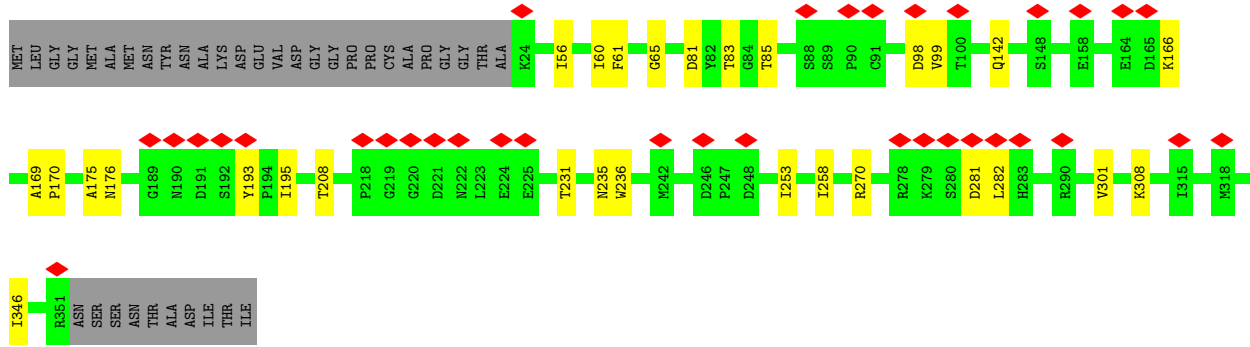 MET LEU GLY GLY MET ALA MET ASN TYR ASN ALA LYS ASP GLU VAL ASP GLY GLY PRO PRO CYS ALA PRO GLY GLY THR ALA K24 I56 I60 F61 G65 D81 Y82 T83 G84 T85 S88 S89 P90 C91 D98 V99 T100 Q142 S148 E158 E164 D165 K166
A169 P170 A175 N176 G189 N190 D191 S192 Y193 P194 I195 T208 P218 G219 G220 D221 N222 L223 E224 E225 T231 N235 W236 M242 D246 P247 D248 I253 I258 R270 R278 K279 S280 D281 L282 H283 R290 V301 K308 I315 M318
I346 R351 ASN SER SER ASN THR ALA ASP ILE THR ILE